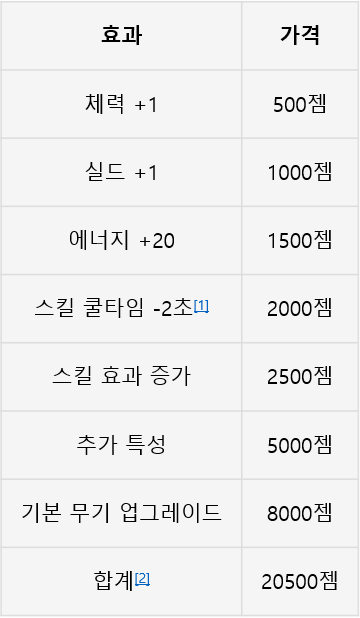 효과 가격
체력 +1 500젬
실드 +1 1000젬
에너지 +20 1500젬
스킬 쿨타임 -2초[1] 2000젬
스킬 효과 증가 2500젬
추가 특성 5000젬
기본 무기 업그레이드 8000젬
합계[2] 20500젬